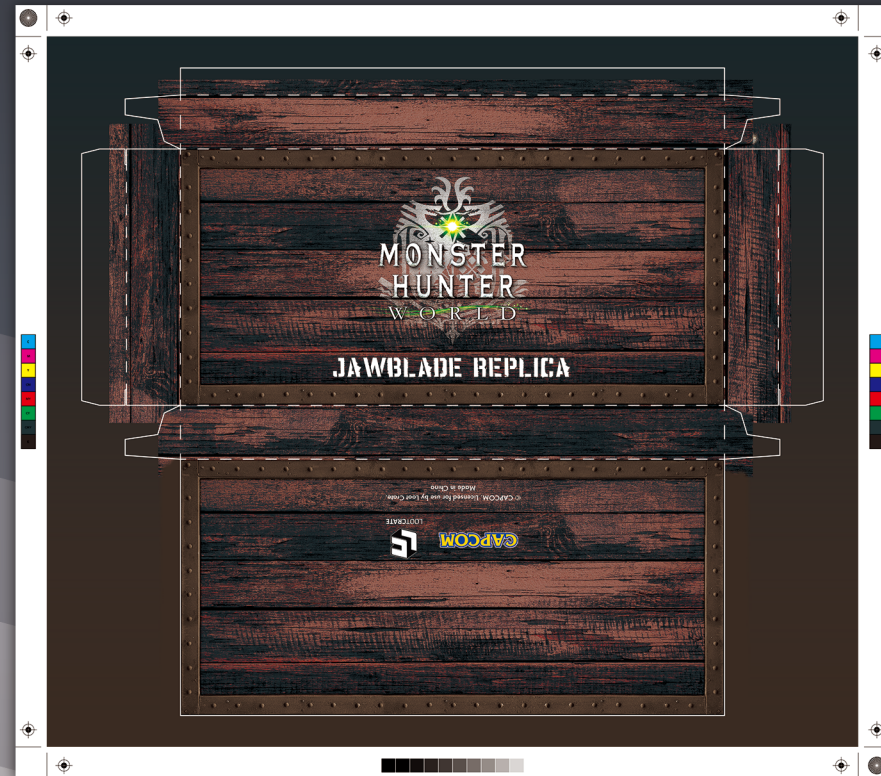 MONSTER
HUNTER
WORLD
JAWBLADE REPLICA
CAPCOM
LOOTCRATE
© CAPCOM. Licensed for use by Loot Crate.
Made in China